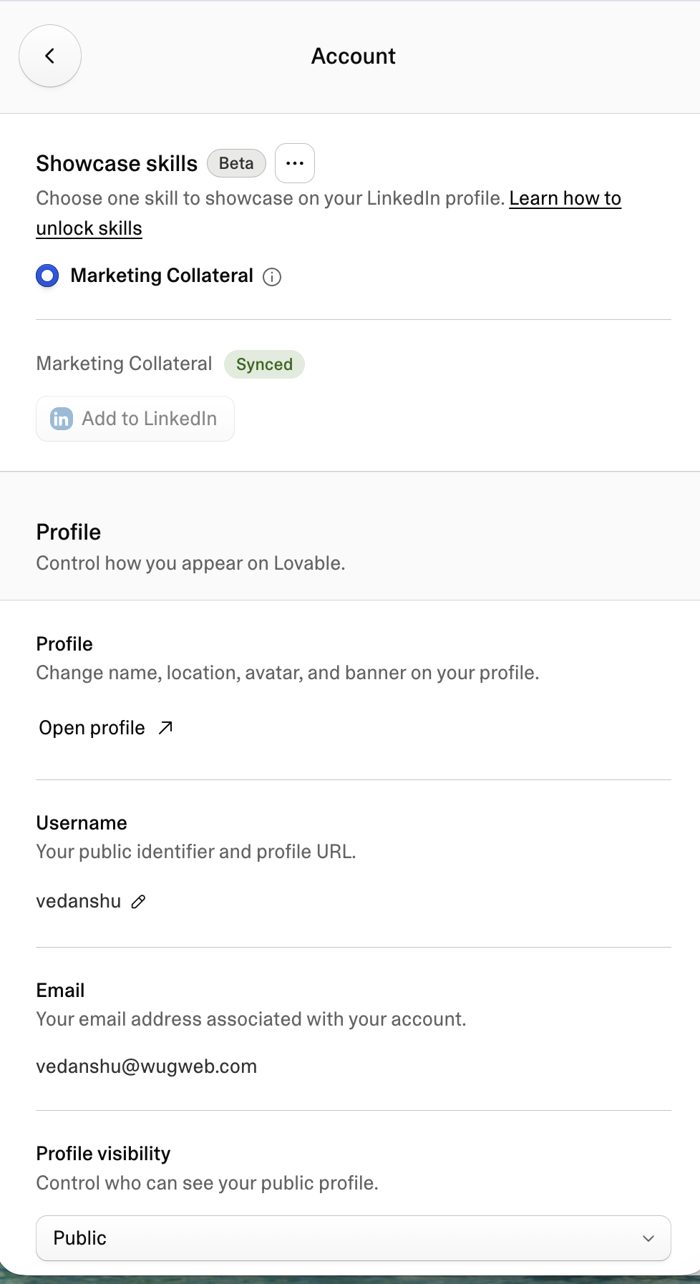 Account
Showcase skills Beta ...
Choose one skill to showcase on your LinkedIn profile. Learn how to
unlock skills
Marketing Collateral
Marketing Collateral Synced
in Add to LinkedIn
Profile
Control how you appear on Lovable.
Profile
Change name, location, avatar, and banner on your profile.
Open profile
Username
Your public identifier and profile URL.
vedanshu
Email
Your email address associated with your account.
vedanshu@wugweb.com
Profile visibility
Control who can see your public profile.
Public